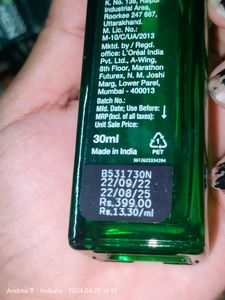 K. No. 138, Raipur
Industrial Area,
Roorkee 247 667,
Uttarakhand.
M. Lic. No.:
M-10/C/UA/2013
Mktd. by / Regd.
office: L'Oréal India
Pvt. Ltd., A-Wing,
8th Floor, Marathon
Futurex, N. M. Joshi
Marg, Lower Parel,
Mumbai - 400013
Batch No.:
Mfd. Date; Use Before:
MRP (incl. of all taxes):
Unit Sale Price:
30ml
Made in India
1
PET
3612623334294
B531730N
22/09/22
22/08/25
Rs.399.00
Rs.13.30/ml
Andrea ® | Kolkata - 2024.04.20 16:53